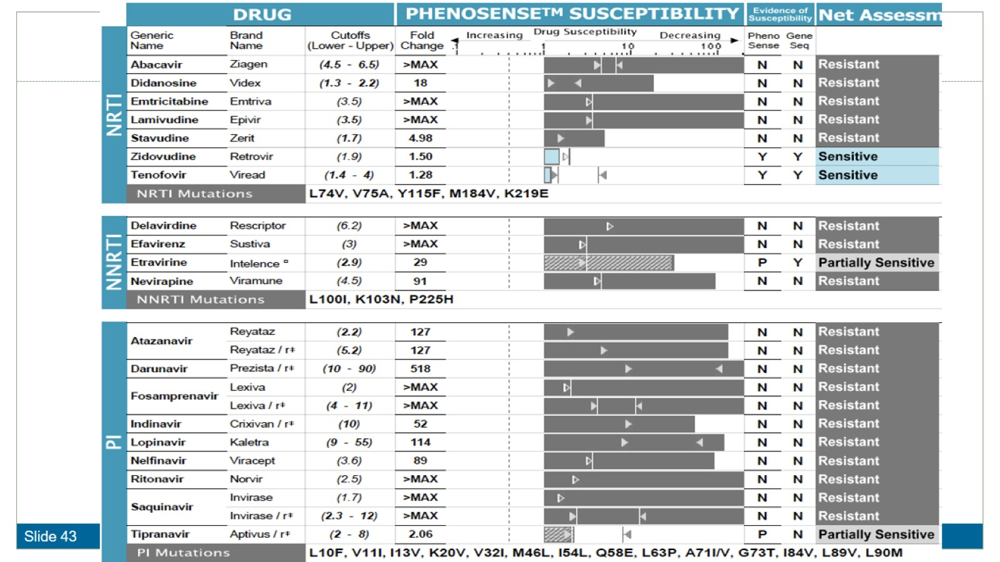 DRUG PHENOSENSE™ SUSCEPTIBILITY Evidence of Susceptibility Net Assessm
Generic Name Brand Name Cutoffs (Lower - Upper) Fold Change Increasing Drug Susceptibility Decreasing Pheno Sense Gene Seq
.1 1 10 100
NRTI
Abacavir Ziagen (4.5 - 6.5) >MAX N N Resistant
Didanosine Videx (1.3 - 2.2) 18 N N Resistant
Emtricitabine Emtriva (3.5) >MAX N N Resistant
Lamivudine Epivir (3.5) >MAX N N Resistant
Stavudine Zerit (1.7) 4.98 N N Resistant
Zidovudine Retrovir (1.9) 1.50 Y Y Sensitive
Tenofovir Viread (1.4 - 4) 1.28 Y Y Sensitive
NRTI Mutations L74V, V75A, Y115F, M184V, K219E
NNRTI
Delavirdine Rescriptor (6.2) >MAX N N Resistant
Efavirenz Sustiva (3) >MAX N N Resistant
Etravirine Intelence ¤ (2.9) 29 P Y Partially Sensitive
Nevirapine Viramune (4.5) 91 N N Resistant
NNRTI Mutations L100I, K103N, P225H
PI
Atazanavir Reyataz (2.2) 127 N N Resistant
Reyataz / r‡ (5.2) 127 N N Resistant
Darunavir Prezista / r‡ (10 - 90) 518 N N Resistant
Fosamprenavir Lexiva (2) >MAX N N Resistant
Lexiva / r‡ (4 - 11) >MAX N N Resistant
Indinavir Crixivan / r‡ (10) 52 N N Resistant
Lopinavir Kaletra (9 - 55) 114 N N Resistant
Nelfinavir Viracept (3.6) 89 N N Resistant
Ritonavir Norvir (2.5) >MAX N N Resistant
Saquinavir Invirase (1.7) >MAX N N Resistant
Invirase / r‡ (2.3 - 12) >MAX N N Resistant
Tipranavir Aptivus / r‡ (2 - 8) 2.06 P N Partially Sensitive
PI Mutations L10F, V11I, I13V, K20V, V32I, M46L, I54L, Q58E, L63P, A71I/V, G73T, I84V, L89V, L90M
Slide 43